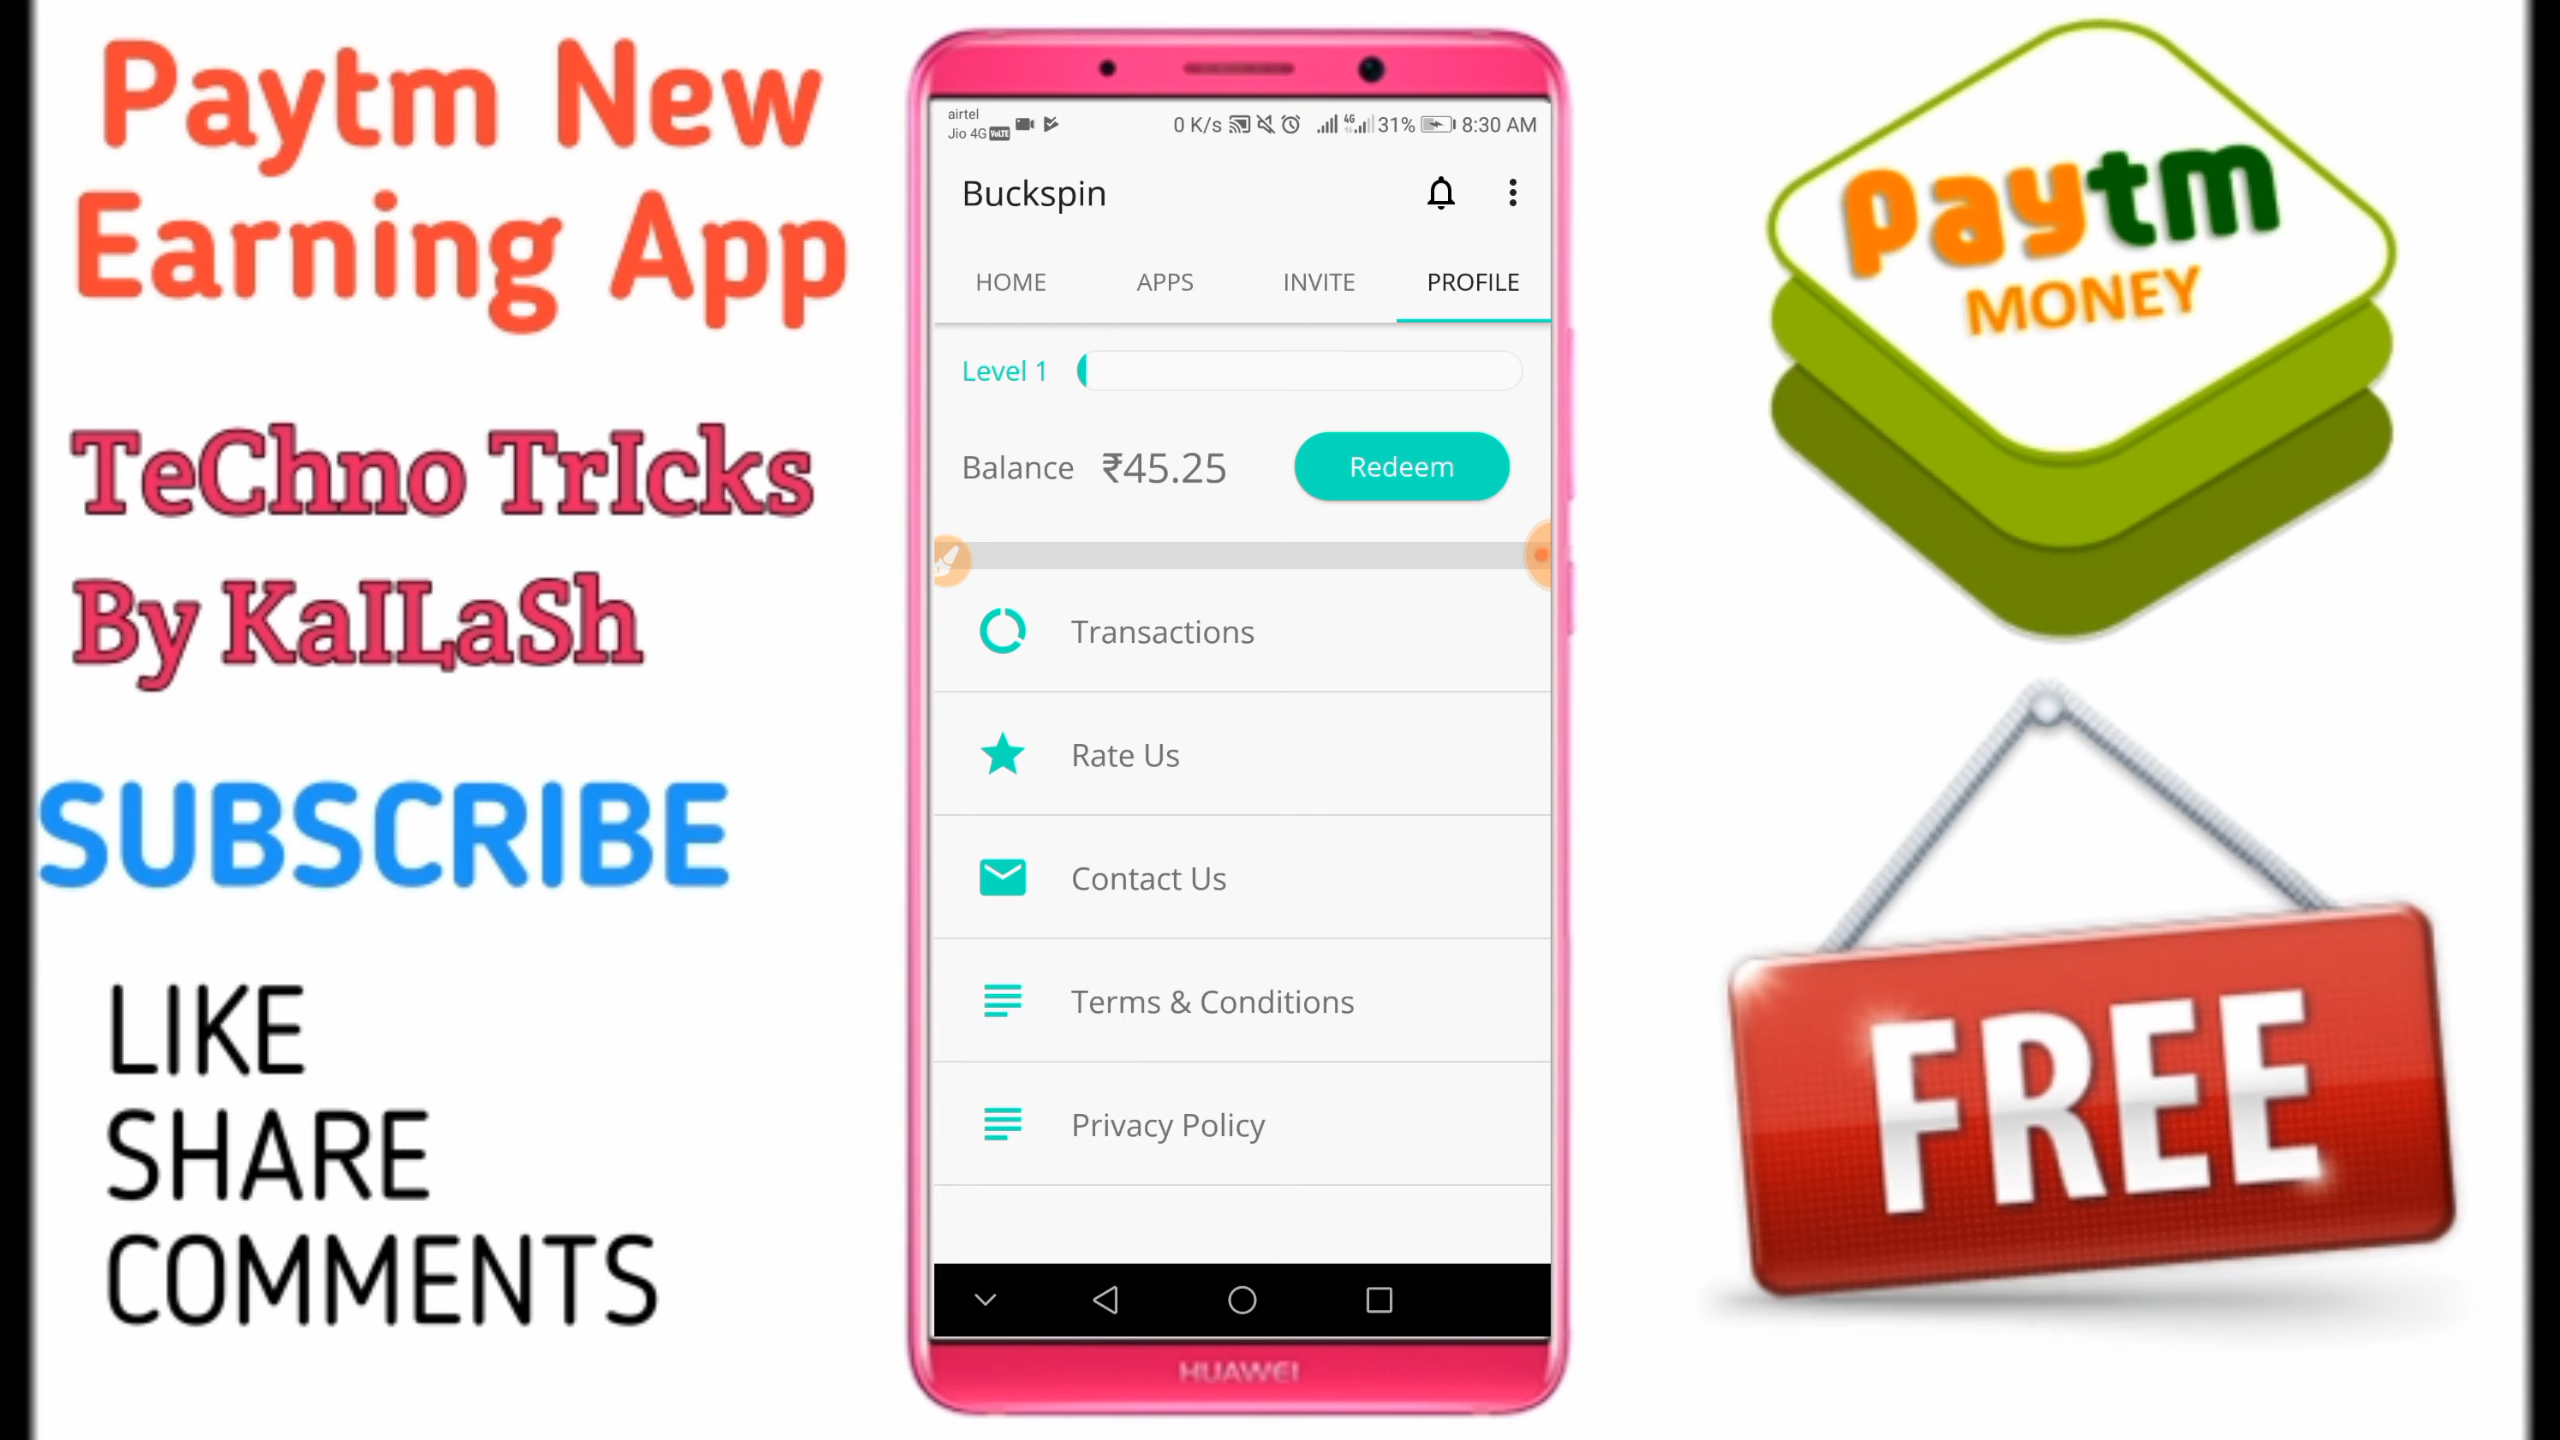 Paytm New
Earning App
TeChno TrIcks
By KaILaSh
SUBSCRIBE
LIKE
SHARE
COMMENTS
airtel
Jio 4G VoLTE
0 K/s 4G 31% 8:30 AM
Buckspin
HOME APPS INVITE PROFILE
Level 1
Balance ₹45.25 Redeem
Transactions
Rate Us
Contact Us
Terms & Conditions
Privacy Policy
HUAWEI
paytm
MONEY
FREE